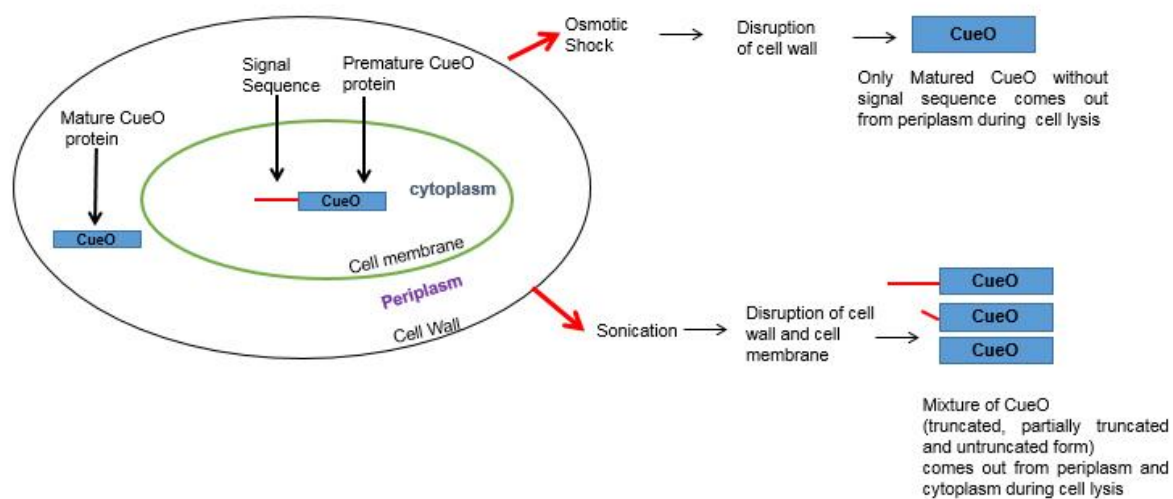 Osmotic
Shock
Disruption
of cell wall
CueO
Only Matured CueO without
signal sequence comes out
from periplasm during cell lysis
Signal
Sequence
Premature CueO
protein
Mature CueO
protein
cytoplasm
CueO
CueO
Cell membrane
Periplasm
Cell Wall
Sonication
Disruption of cell
wall and cell
membrane
CueO
CueO
CueO
Mixture of CueO
(truncated, partially truncated
and untruncated form)
comes out from periplasm and
cytoplasm during cell lysis